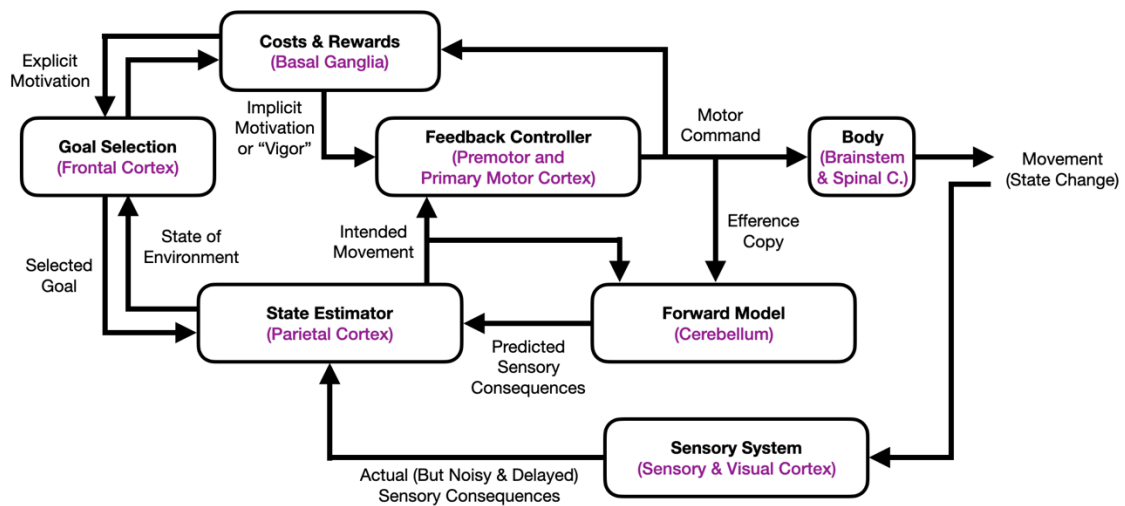 Costs & Rewards
(Basal Ganglia)
Explicit
Motivation
Implicit
Motivation
or “Vigor”
Goal Selection
(Frontal Cortex)
Feedback Controller
(Premotor and
Primary Motor Cortex)
Motor
Command
Body
(Brainstem
& Spinal C.)
Movement
(State Change)
State of
Environment
Intended
Movement
Efference
Copy
Selected
Goal
State Estimator
(Parietal Cortex)
Forward Model
(Cerebellum)
Predicted
Sensory
Consequences
Sensory System
(Sensory & Visual Cortex)
Actual (But Noisy & Delayed)
Sensory Consequences